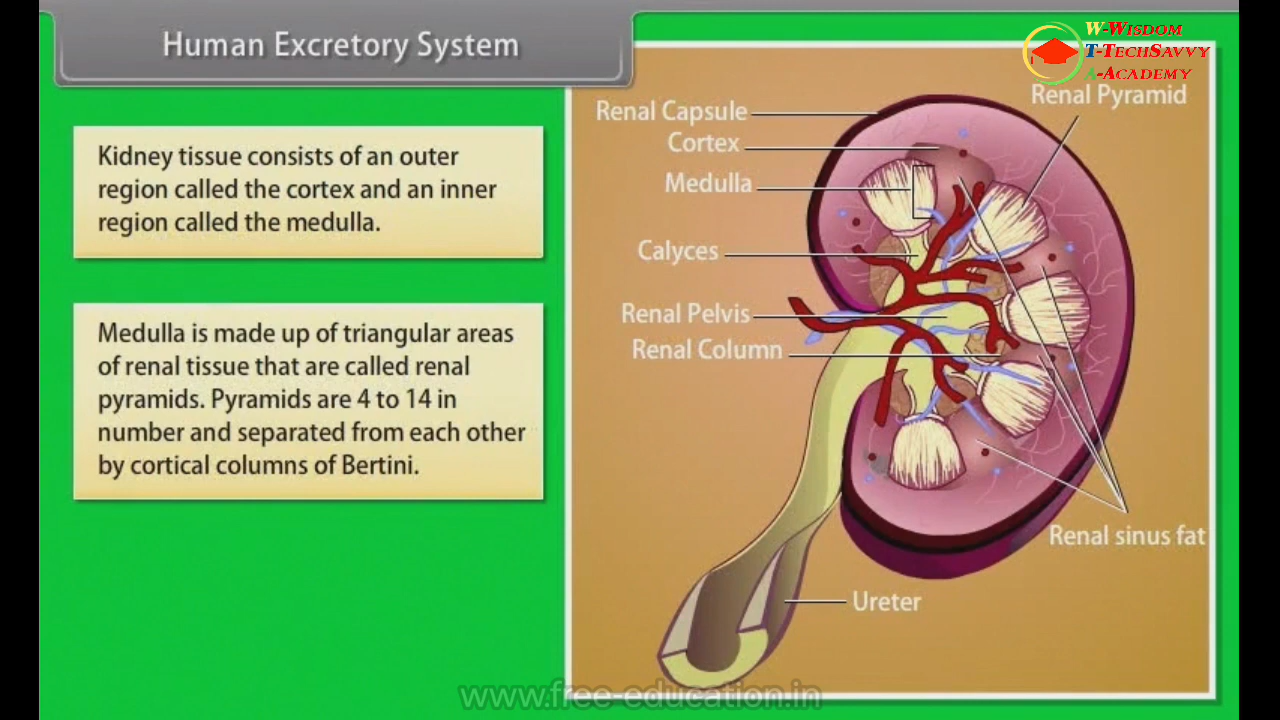 Human Excretory System
W-Wisdom
T-TechSavvy
A-Academy
Kidney tissue consists of an outer
region called the cortex and an inner
region called the medulla.
Medulla is made up of triangular areas
of renal tissue that are called renal
pyramids. Pyramids are 4 to 14 in
number and separated from each other
by cortical columns of Bertini.
Renal Pyramid
Renal Capsule
Cortex
Medulla
Calyces
Renal Pelvis
Renal Column
Renal sinus fat
Ureter
www.free-education.in